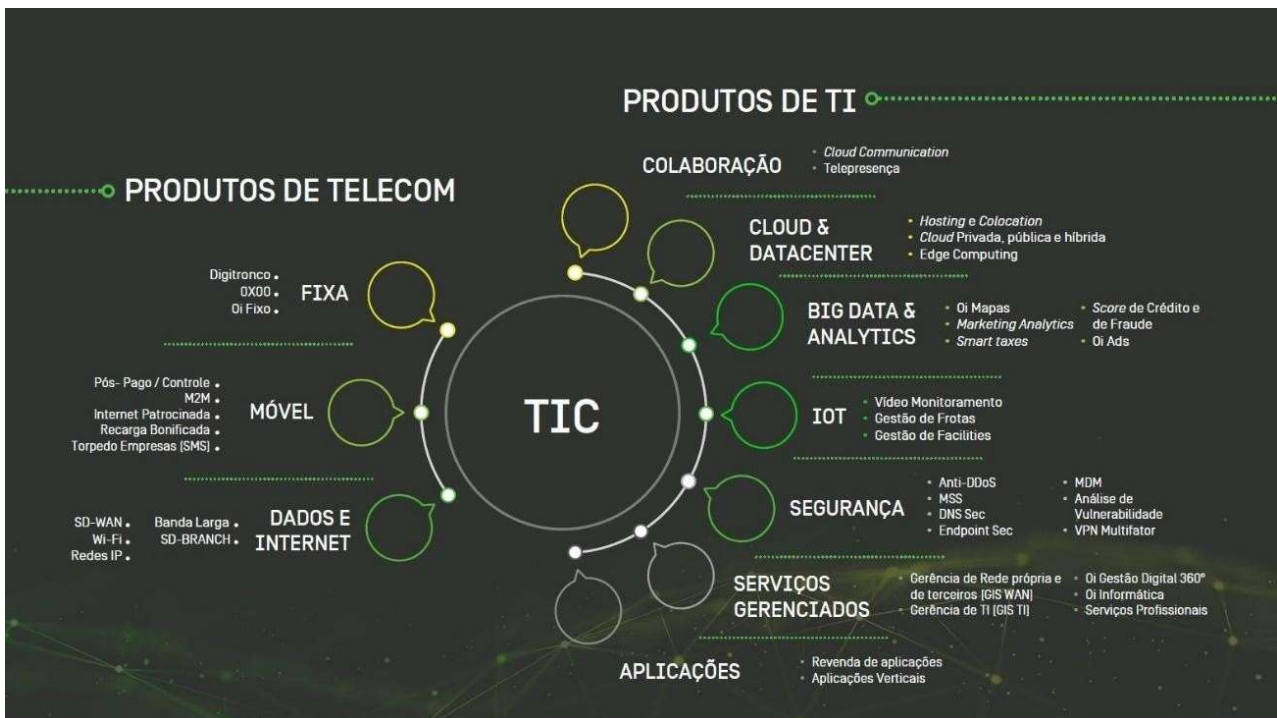 PRODUTOS DE TELECOM
FIXA
Digitronco
0X00
Oi Fixo
MÓVEL
Pós- Pago / Controle
M2M
Internet Patrocinada
Recarga Bonificada
Torpedo Empresas (SMS)
DADOS E
INTERNET
SD-WAN
Wi-Fi
Redes IP
Banda Larga
SD-BRANCH
TIC
PRODUTOS DE TI
COLABORAÇÃO
Cloud Communication
Telepresença
CLOUD &
DATACENTER
Hosting e Colocation
Cloud Privada, pública e híbrida
Edge Computing
BIG DATA &
ANALYTICS
Oi Mapas
Marketing Analytics
Smart taxes
Score de Crédito e
de Fraude
Oi Ads
IOT
Vídeo Monitoramento
Gestão de Frotas
Gestão de Facilities
SEGURANÇA
Anti-DDoS
MSS
DNS Sec
Endpoint Sec
MDM
Análise de
Vulnerabilidade
VPN Multifator
SERVIÇOS
GERENCIADOS
Gerência de Rede própria e
de terceiros (GIS WAN)
Gerência de TI (GIS TI)
Oi Gestão Digital 360°
Oi Informática
Serviços Profissionais
APLICAÇÕES
Revenda de aplicações
Aplicações Verticais